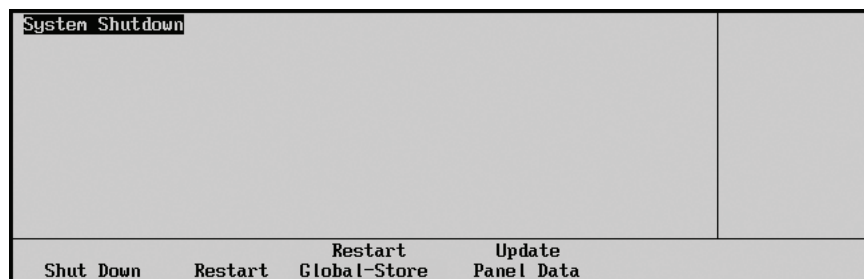 System Shutdown
Restart Update
Shut Down Restart Global-Store Panel Data